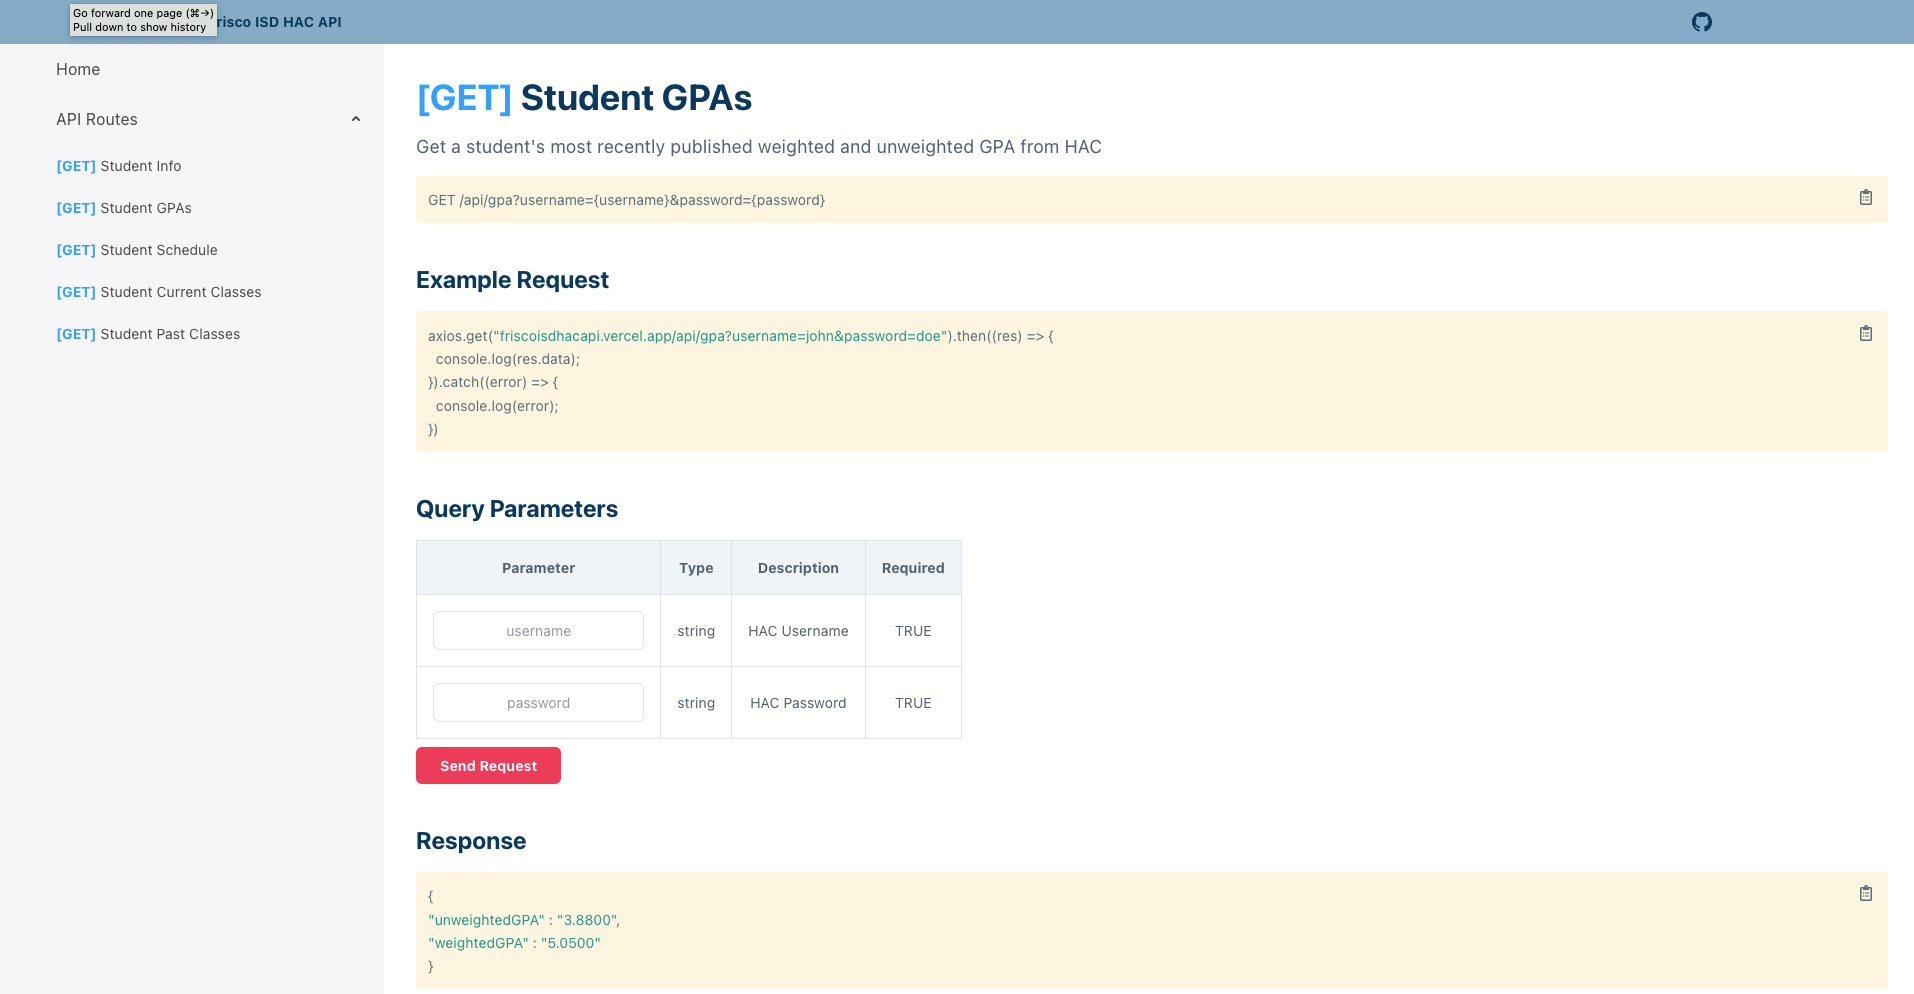 Go forward one page (⌘→)
Pull down to show history
risco ISD HAC API
Home
API Routes
[GET] Student Info
[GET] Student GPAs
[GET] Student Schedule
[GET] Student Current Classes
[GET] Student Past Classes
[GET] Student GPAs
Get a student's most recently published weighted and unweighted GPA from HAC
GET /api/gpa?username={username}&password={password}
Example Request
axios.get("friscoisdhacapi.vercel.app/api/gpa?username=john&password=doe").then((res) => {
  console.log(res.data);
}).catch((error) => {
  console.log(error);
})
Query Parameters
Parameter Type Description Required
username string HAC Username TRUE
password string HAC Password TRUE
Send Request
Response
{
"unweightedGPA" : "3.8800",
"weightedGPA" : "5.0500"
}